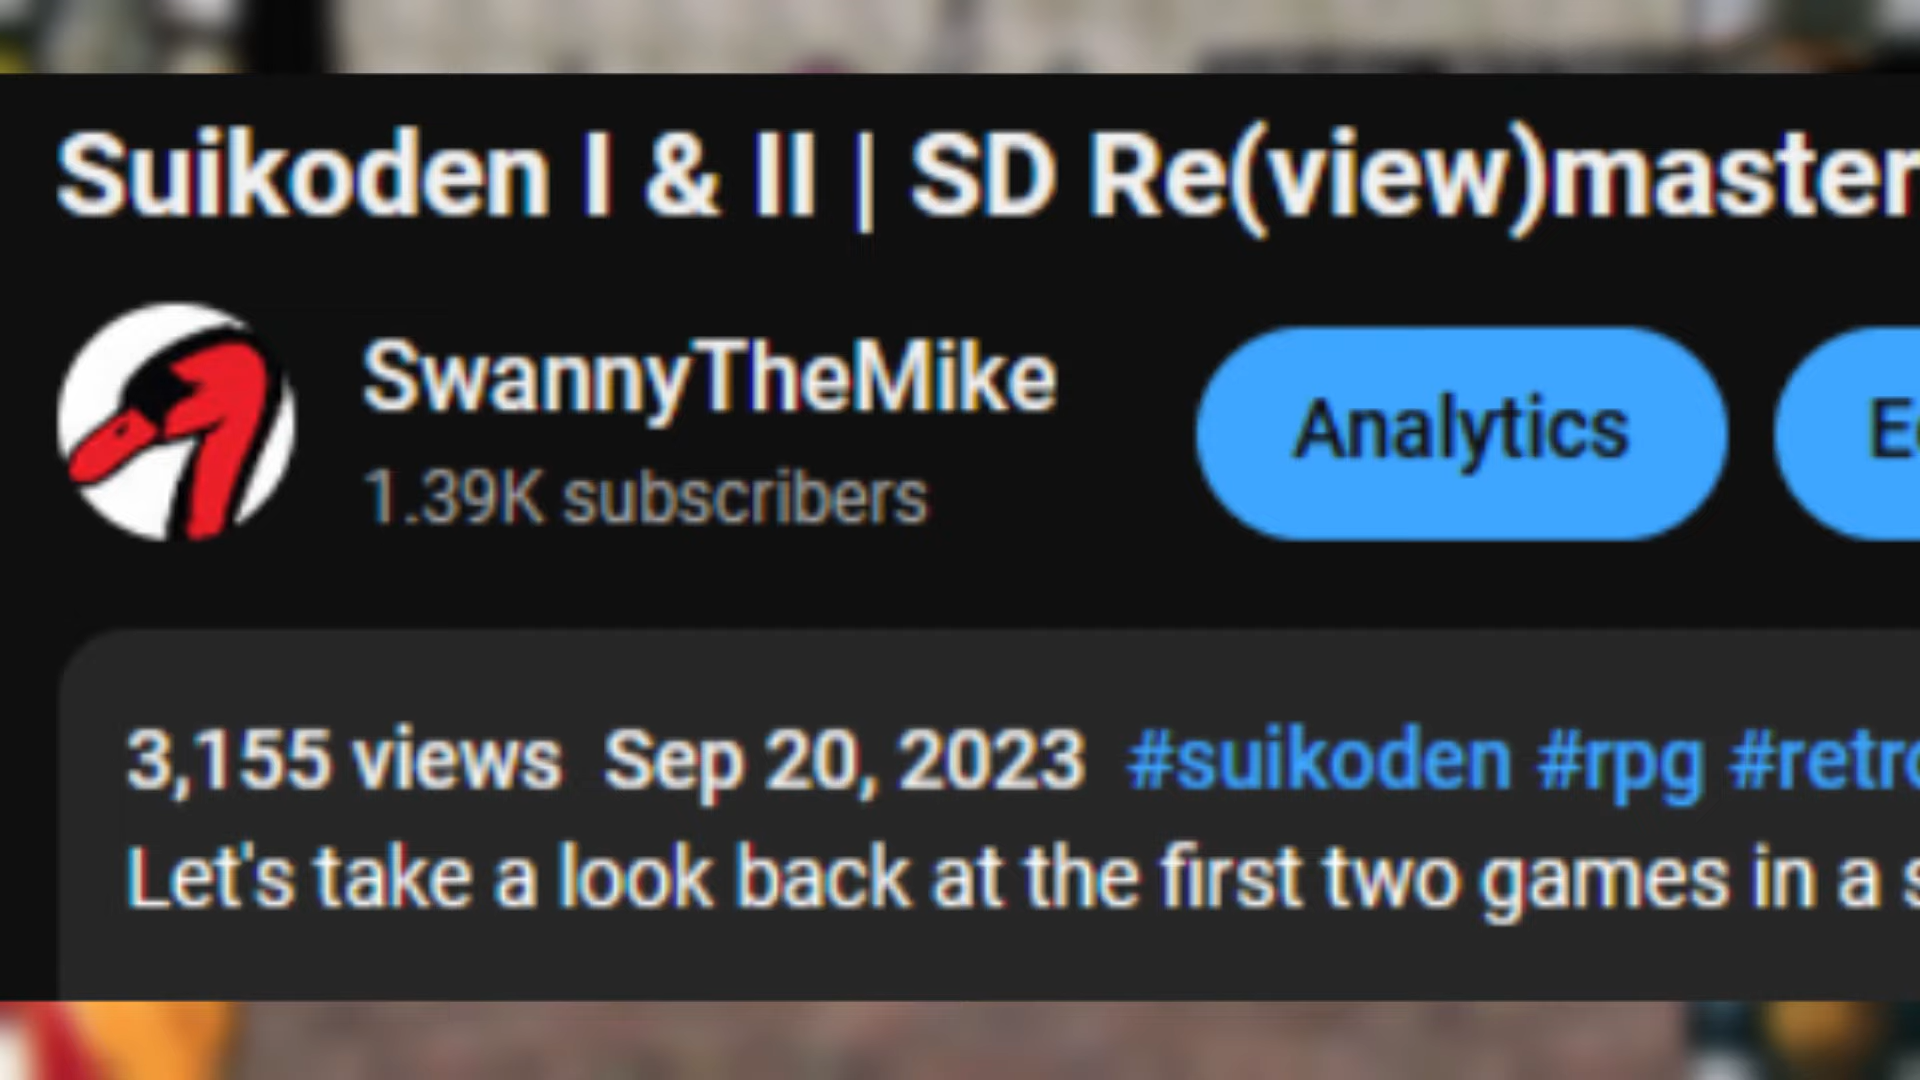 Suikoden I & II | SD Re(view)master
SwannyTheMike
1.39K subscribers
Analytics
3,155 views Sep 20, 2023 #suikoden #rpg #retro
Let's take a look back at the first two games in a